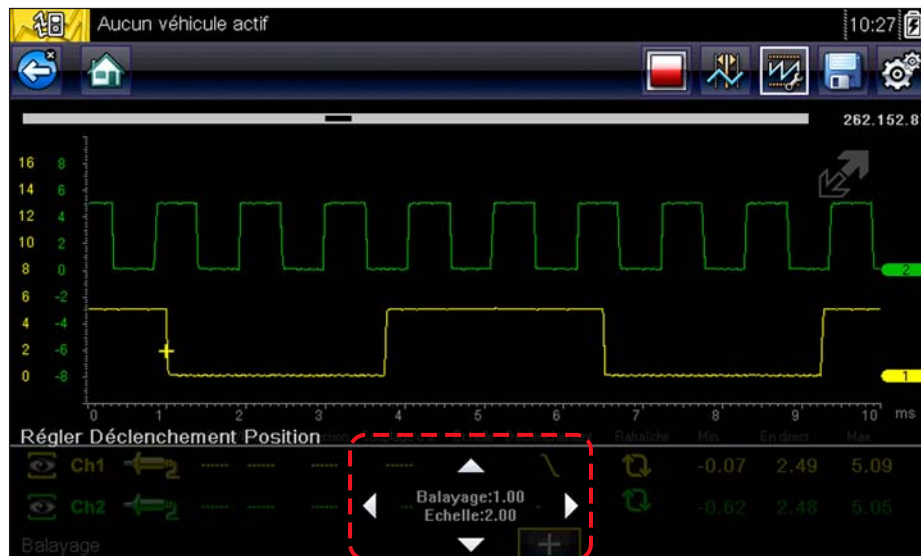 Aucun véhicule actif 10:27
262.152.8
16 8
14 6
12 4
10 2
8 0
6 -2
4 -4
2 -6
0 -8
2
1
0 1 2 3 4 5 6 7 8 9 10 ms
Régler Déclenchement Position
Rafraîchir Min. En direct Max.
Ch1 ----- ----- ----- ----- -0.07 2.49 5.09
Balayage:1.00
Ch2 ----- ----- ----- -0.62 2.48 5.05
Echelle:2.00
Balayage